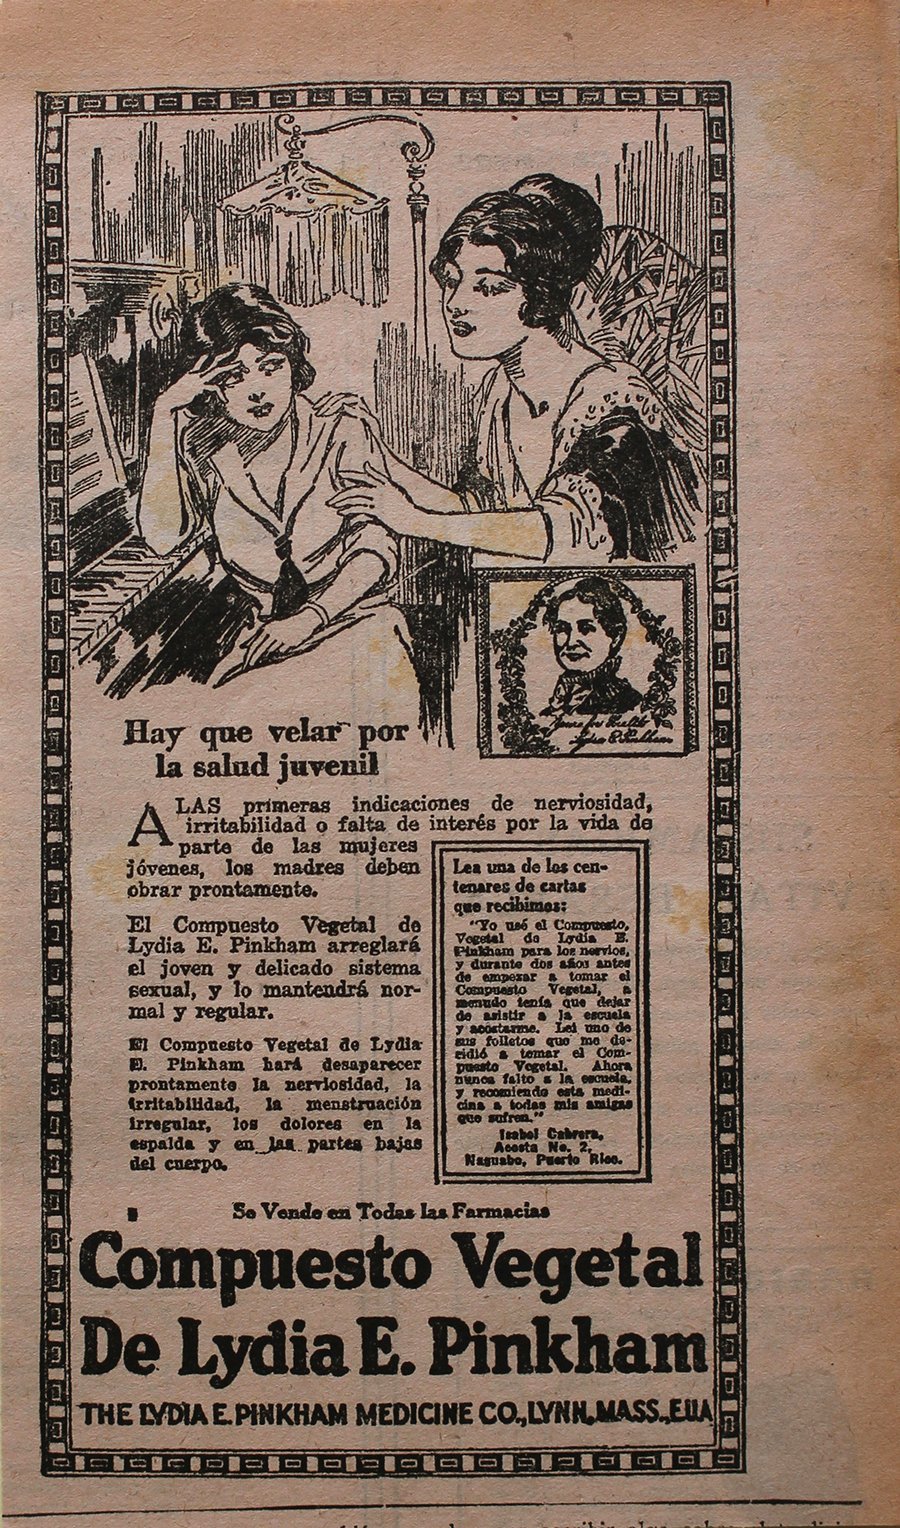 Yours for Health
Lydia E. Pinkham
Hay que velar por
la salud juvenil
A LAS primeras indicaciones de nerviosidad,
irritabilidad o falta de interés por la vida de
parte de las mujeres
jóvenes, los madres deben
obrar prontamente.
El Compuesto Vegetal de
Lydia E. Pinkham arreglará
el joven y delicado sistema
sexual, y lo mantendrá nor-
mal y regular.
El Compuesto Vegetal de Lydia
E. Pinkham hará desaparecer
prontamente la nerviosidad, la
irritabilidad, la menstruación
irregular, los dolores en la
espalda y en las partes bajas
del cuerpo.
Lea una de los cen-
tenares de cartas
que recibimos:
"Yo usé el Compuesto,
Vegetal de Lydia E.
Pinkham para los nervios,
y durante dos años antes
de empezar a tomar el
Compuesto Vegetal, a
menudo tenía que dejar
de asistir a la escuela
y acostarme. Leí uno de
sus folletos que me de-
cidió a tomar el Com-
puesto Vegetal. Ahora
nunca falto a la escuela,
y recomiendo esta medi-
cina a todas mis amigas
que sufren."
Isabel Cabrera,
Acosta No. 2,
Naguabo, Puerto Rico.
Se Vende en Todas las Farmacias
Compuesto Vegetal
De Lydia E. Pinkham
THE LYDIA E. PINKHAM MEDICINE CO., LYNN, MASS., E.U.A